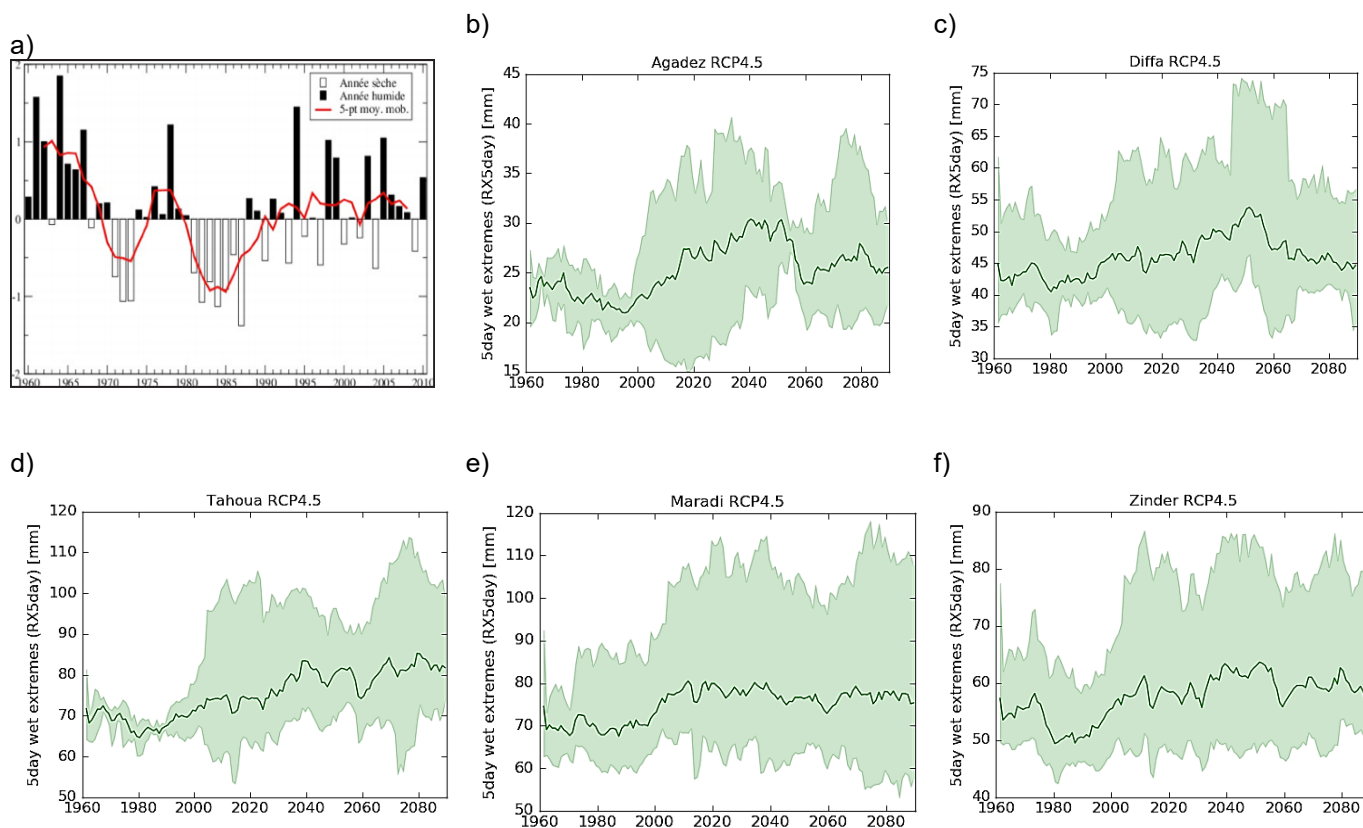 a)
2
1
0
-1
-2
1960 1965 1970 1975 1980 1985 1990 1995 2000 2005 2010
Année sèche
Année humide
5-pt moy. mob.
b)
Agadez RCP4.5
5day wet extremes (RX5day) [mm]
45
40
35
30
25
20
15
1960 1980 2000 2020 2040 2060 2080
c)
Diffa RCP4.5
5day wet extremes (RX5day) [mm]
75
70
65
60
55
50
45
40
35
30
1960 1980 2000 2020 2040 2060 2080
d)
Tahoua RCP4.5
5day wet extremes (RX5day) [mm]
120
110
100
90
80
70
60
50
1960 1980 2000 2020 2040 2060 2080
e)
Maradi RCP4.5
5day wet extremes (RX5day) [mm]
120
110
100
90
80
70
60
50
1960 1980 2000 2020 2040 2060 2080
f)
Zinder RCP4.5
5day wet extremes (RX5day) [mm]
90
80
70
60
50
40
1960 1980 2000 2020 2040 2060 2080